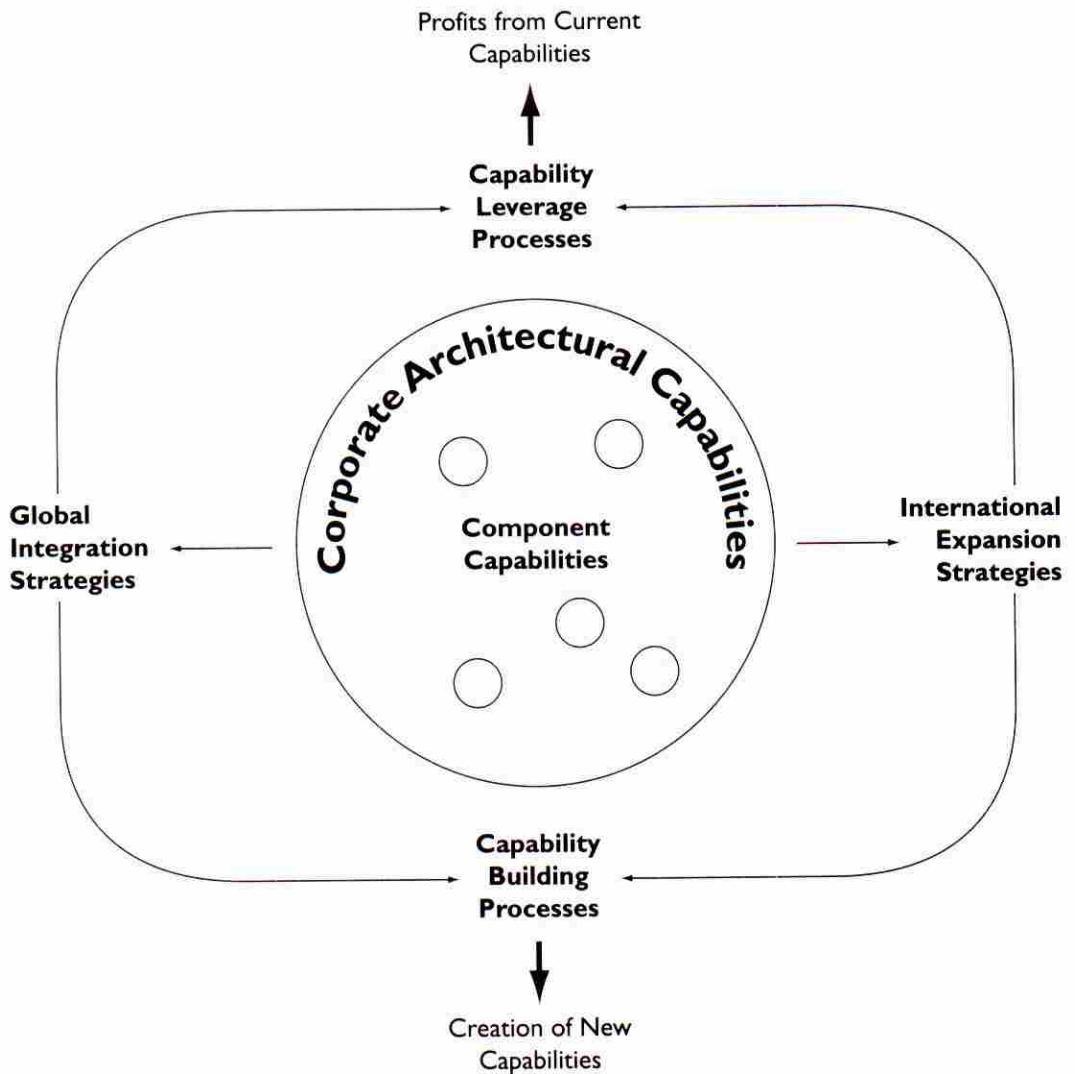 Profits from Current
Capabilities
Capability
Leverage
Processes
Corporate Architectural Capabilities
Component
Capabilities
Global
Integration
Strategies
International
Expansion
Strategies
Capability
Building
Processes
Creation of New
Capabilities